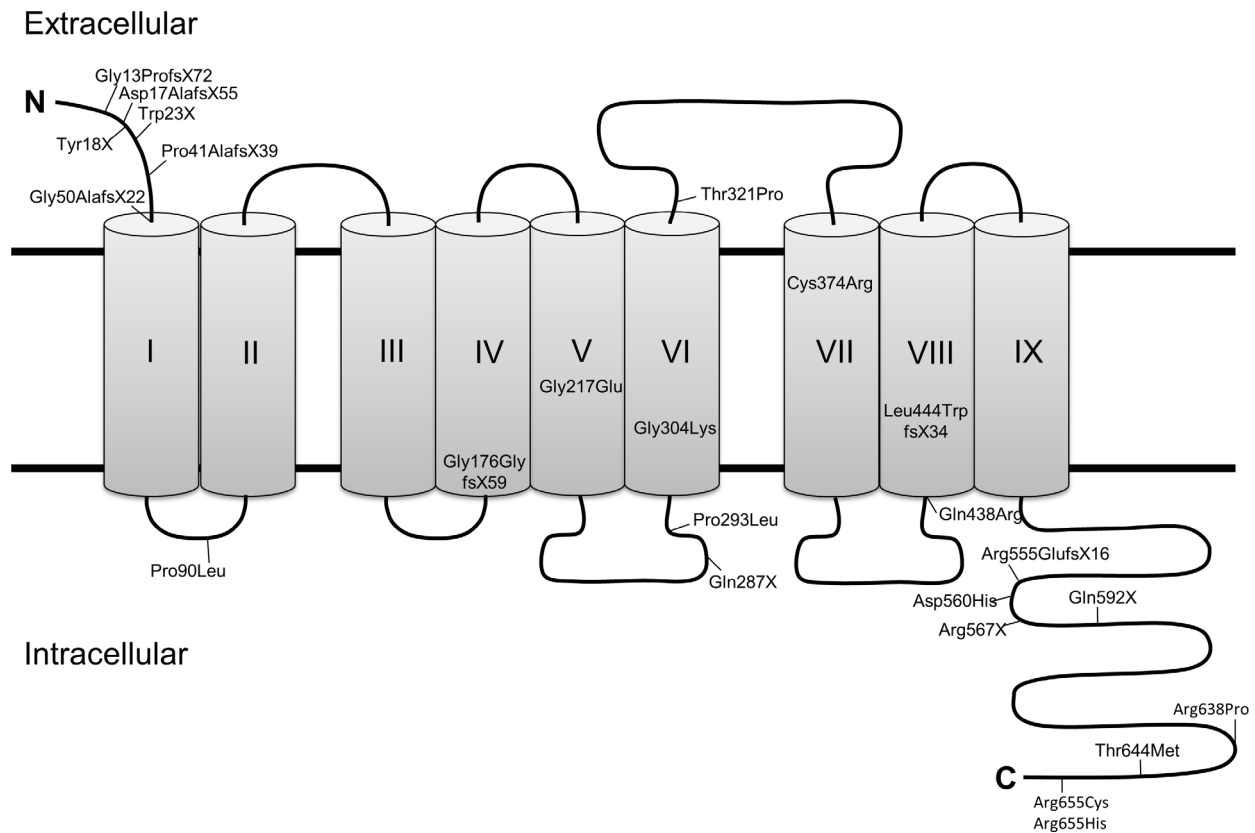 Extracellular
Gly13ProfsX72
N
Asp17AlafsX55
Trp23X
Tyr18X
Pro41AlafsX39
Gly50AlafsX22
Thr321Pro
Cys374Arg
I
II
III
IV
V
VI
VII
VIII
IX
Gly217Glu
Gly304Lys
Leu444Trp
fsX34
Gly176Gly
fsX59
Pro90Leu
Pro293Leu
Gln287X
Gln438Arg
Arg555GlufsX16
Asp560His
Gln592X
Arg567X
Intracellular
Arg638Pro
Thr644Met
C
Arg655Cys
Arg655His